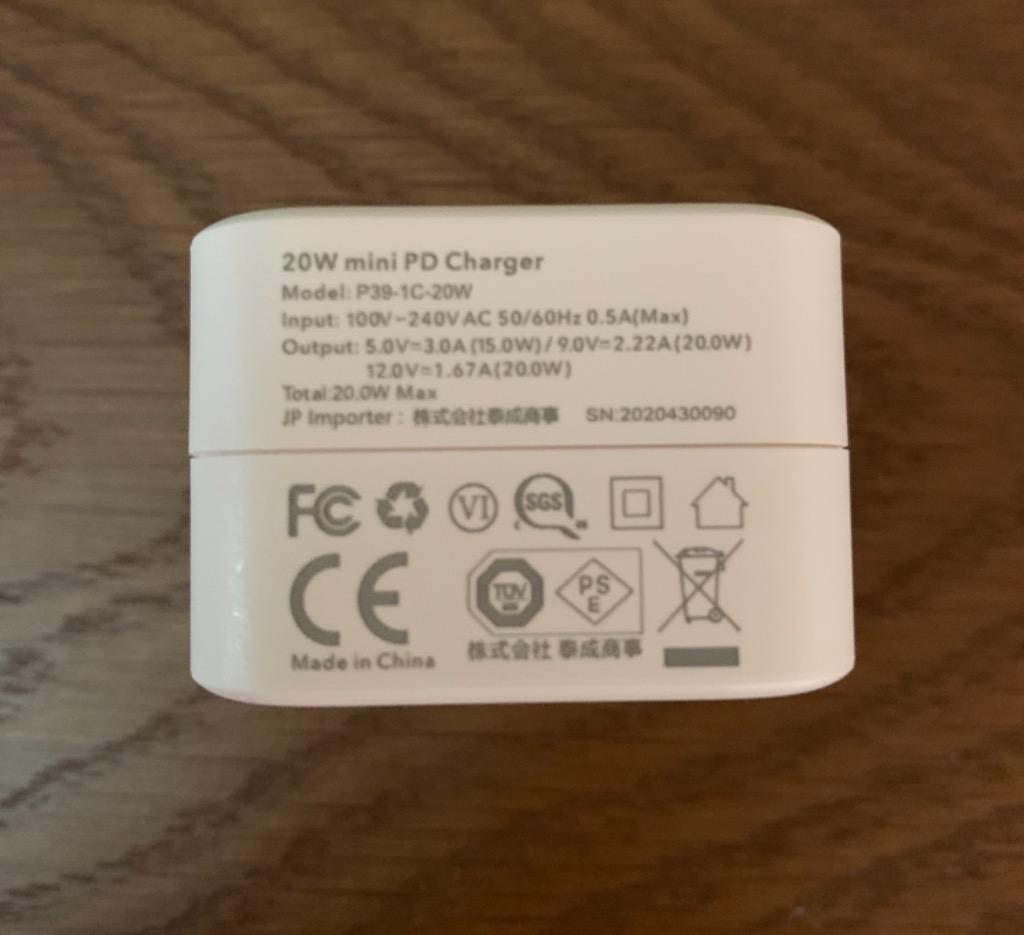 20W mini PD Charger
Model: P39-1C-20W
Input: 100V~240V AC 50/60Hz 0.5A(Max)
Output: 5.0V=3.0A (15.0W) / 9.0V=2.22A(20.0W)
12.0V=1.67A(20.0W)
Total:20.0W Max
JP Importer : 株式会社泰成商事 SN:2020430090
FC VI SGS
CE TÜV PSE
Made in China 株式会社 泰成商事